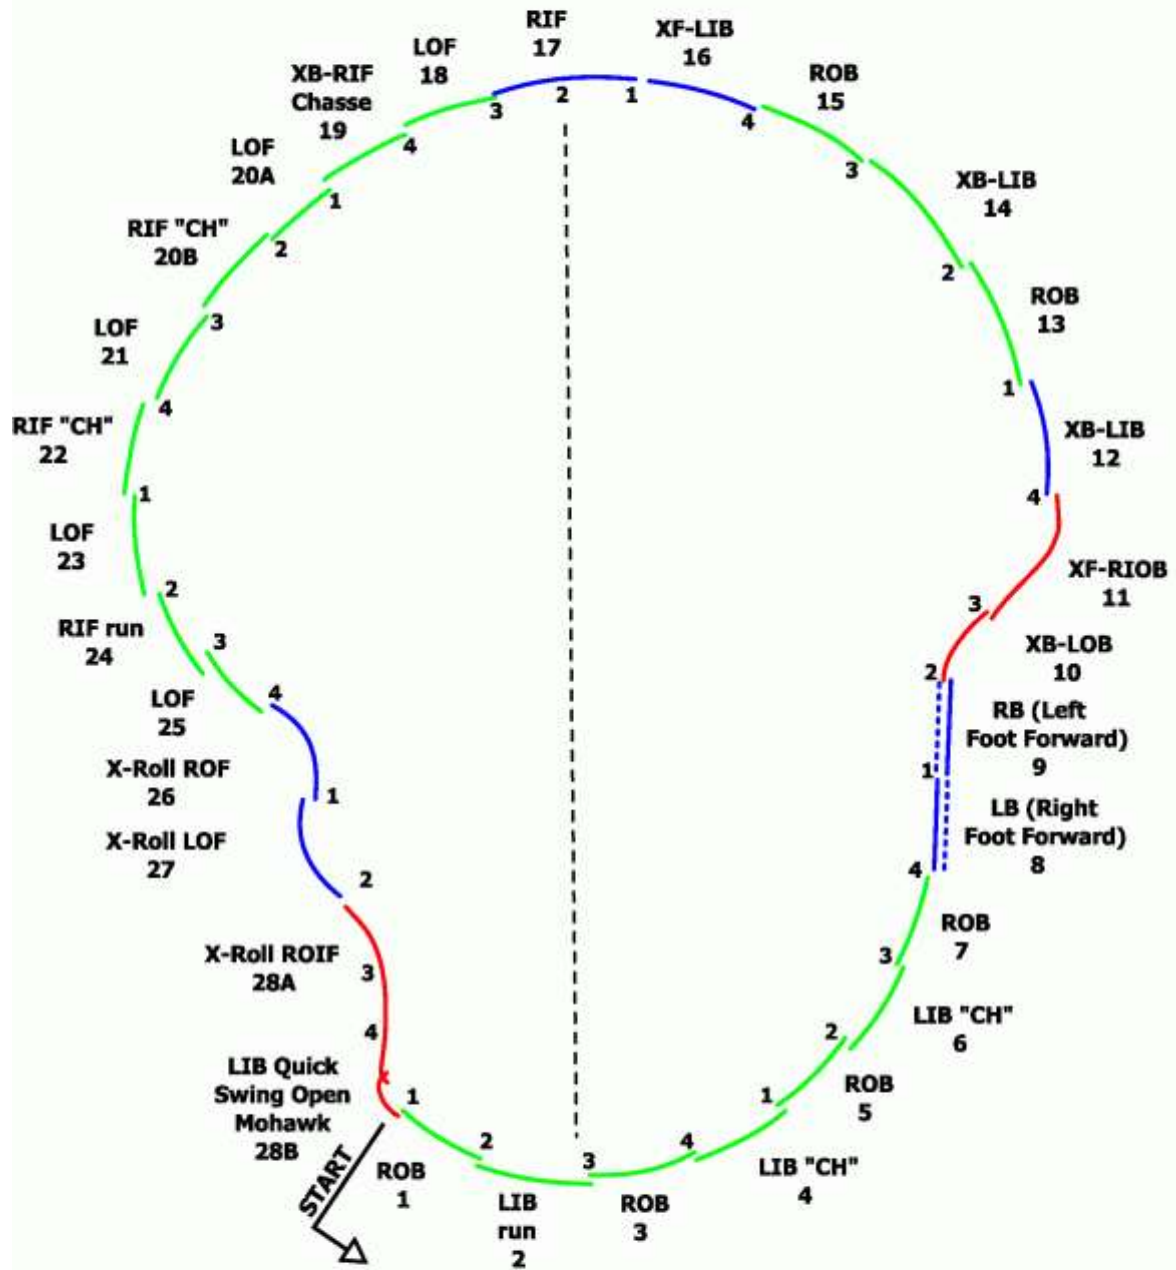 RIF
17
XF-LIB
16
LOF
18
ROB
15
XB-RIF
Chasse
19
3
2
1
4
4
3
LOF
20A
XB-LIB
14
1
RIF "CH"
20B
2
2
ROB
13
3
LOF
21
1
4
RIF "CH"
22
XB-LIB
12
1
4
LOF
23
XF-RIOB
11
2
3
RIF run
24
3
XB-LOB
10
2
LOF
25
4
RB (Left
Foot Forward)
9
X-Roll ROF
26
1
1
LB (Right
Foot Forward)
8
X-Roll LOF
27
2
4
ROB
7
X-Roll ROIF
28A
3
3
LIB "CH"
6
4
2
LIB Quick
Swing Open
Mohawk
28B
ROB
5
1
1
START
2
3
4
LIB "CH"
4
ROB
1
LIB
run
2
ROB
3